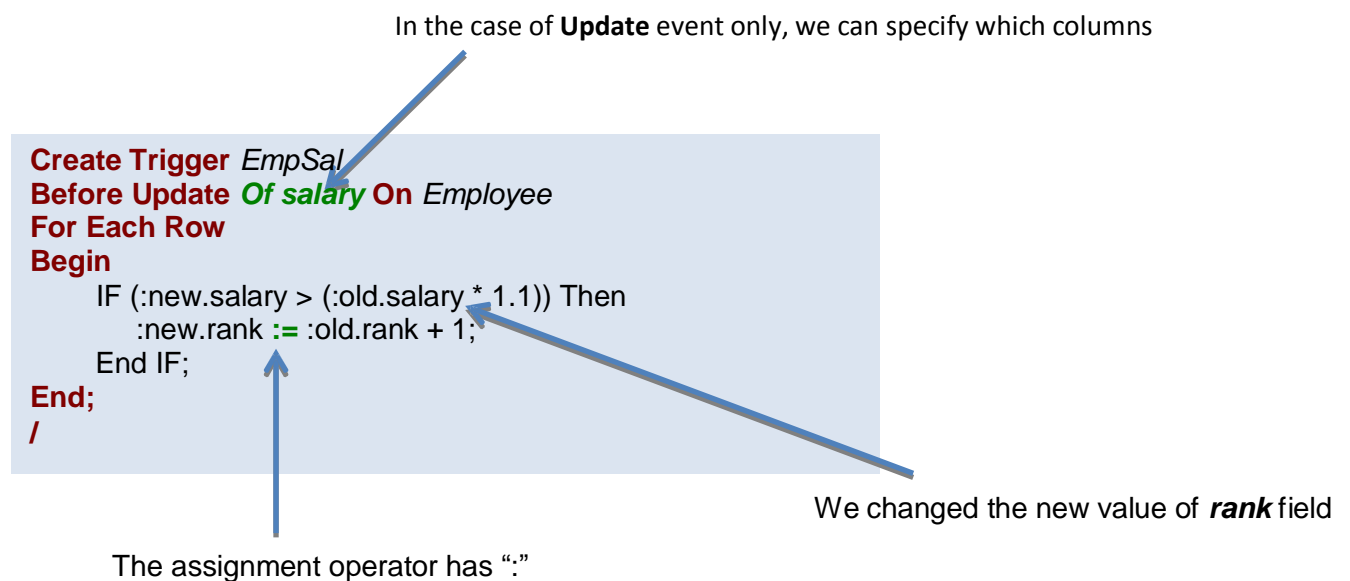 In the case of Update event only, we can specify which columns
Create Trigger EmpSal
Before Update Of salary On Employee
For Each Row
Begin
IF (:new.salary > (:old.salary * 1.1)) Then
:new.rank := :old.rank + 1;
End IF;
End;
/
We changed the new value of rank field
The assignment operator has “:”